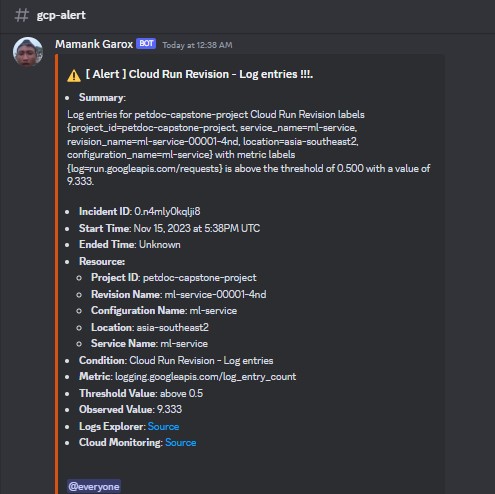 # gcp-alert
Mamank Garox BOT Today at 12:38 AM
⚠️ [ Alert ] Cloud Run Revision - Log entries !!!.
• Summary:
Log entries for petdoc-capstone-project Cloud Run Revision labels
{project_id=petdoc-capstone-project, service_name=ml-service,
revision_name=ml-service-00001-4nd, location=asia-southeast2,
configuration_name=ml-service} with metric labels
{log=run.googleapis.com/requests} is above the threshold of 0.500 with a value of
9.333.
• Incident ID: 0.n4mly0kqlji8
• Start Time: Nov 15, 2023 at 5:38PM UTC
• Ended Time: Unknown
• Resource:
◦ Project ID: petdoc-capstone-project
◦ Revision Name: ml-service-00001-4nd
◦ Configuration Name: ml-service
◦ Location: asia-southeast2
◦ Service Name: ml-service
• Condition: Cloud Run Revision - Log entries
• Metric: logging.googleapis.com/log_entry_count
• Threshold Value: above 0.5
• Observed Value: 9.333
• Logs Explorer: Source
• Cloud Monitoring: Source
@everyone